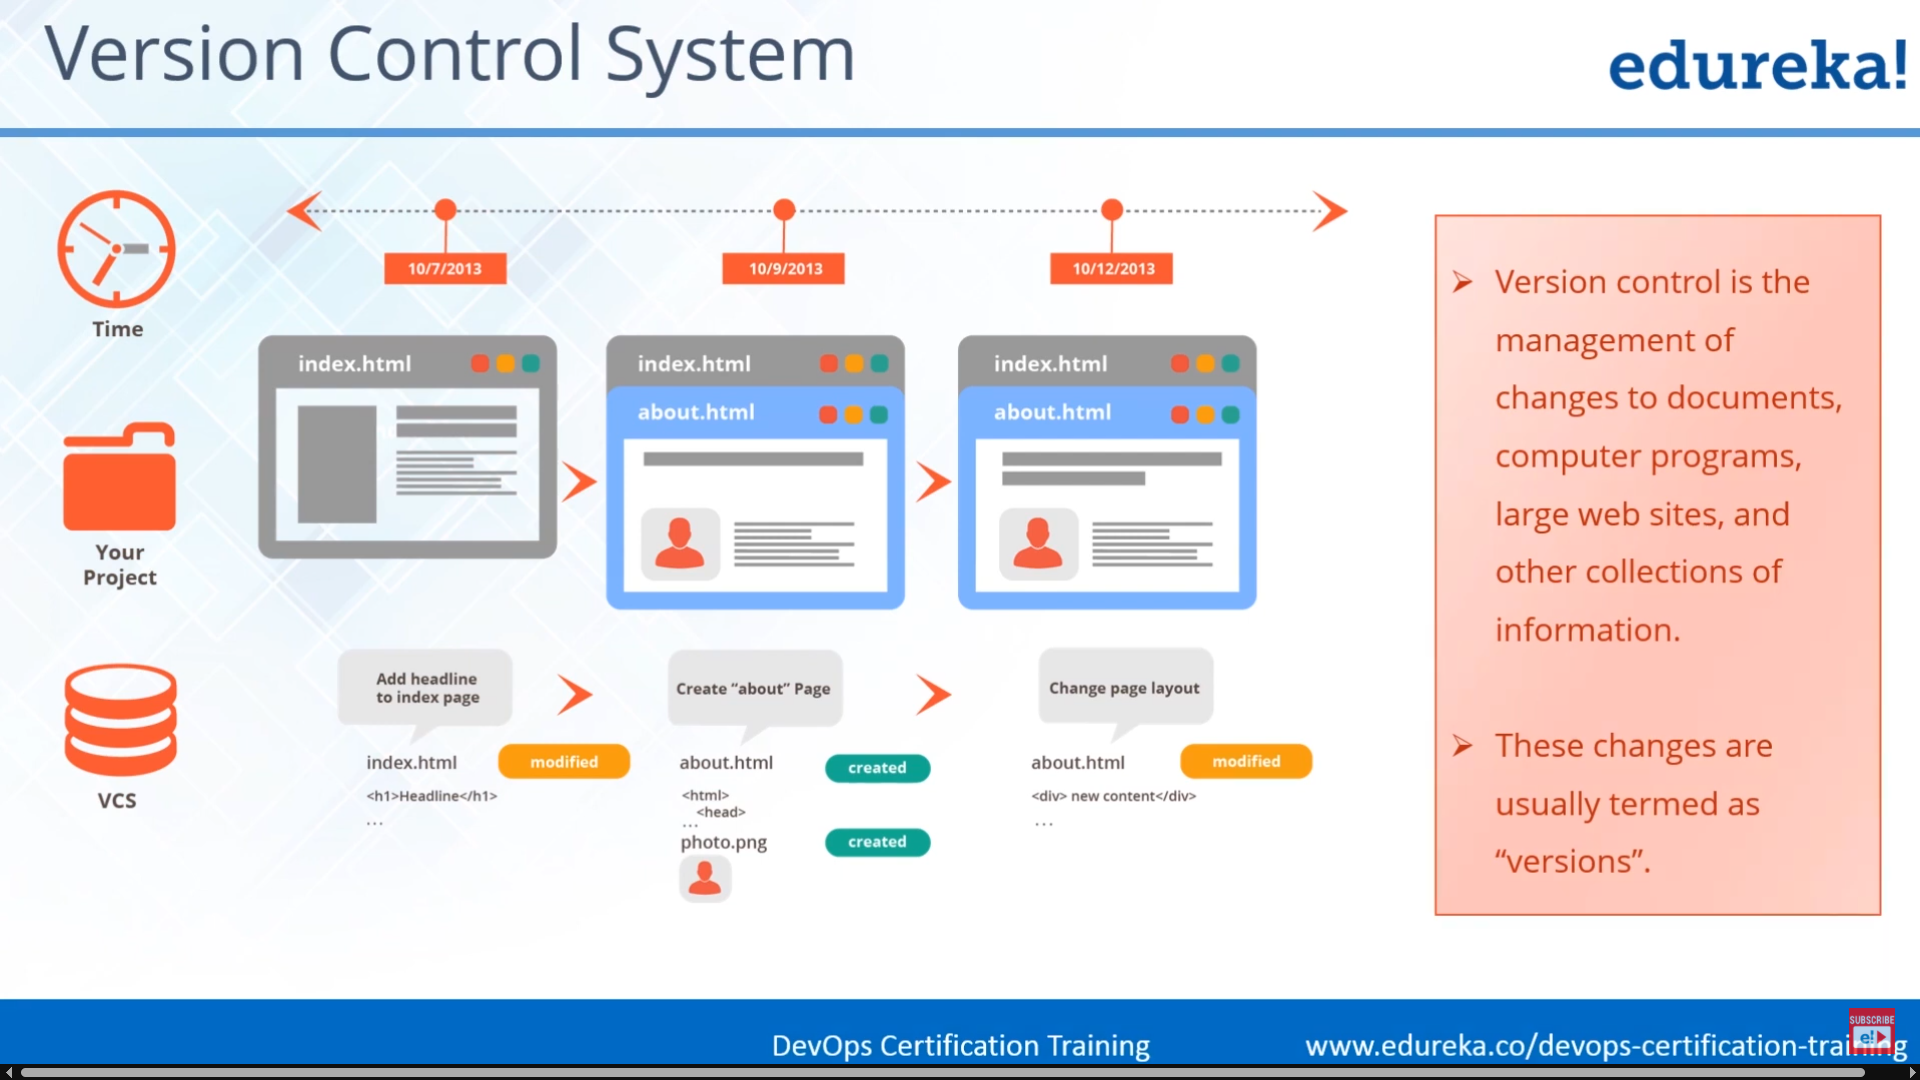 Version Control System
edureka!
Time
10/7/2013
10/9/2013
10/12/2013
Your
Project
index.html
index.html
about.html
index.html
about.html
VCS
Add headline
to index page
index.html
modified
<h1>Headline</h1>
...
Create “about” Page
about.html
created
<html>
<head>
...
photo.png
created
Change page layout
about.html
modified
<div> new content</div>
...
Version control is the
management of
changes to documents,
computer programs,
large web sites, and
other collections of
information.
These changes are
usually termed as
“versions”.
DevOps Certification Training
www.edureka.co/devops-certification-training
SUBSCRIBE
e!